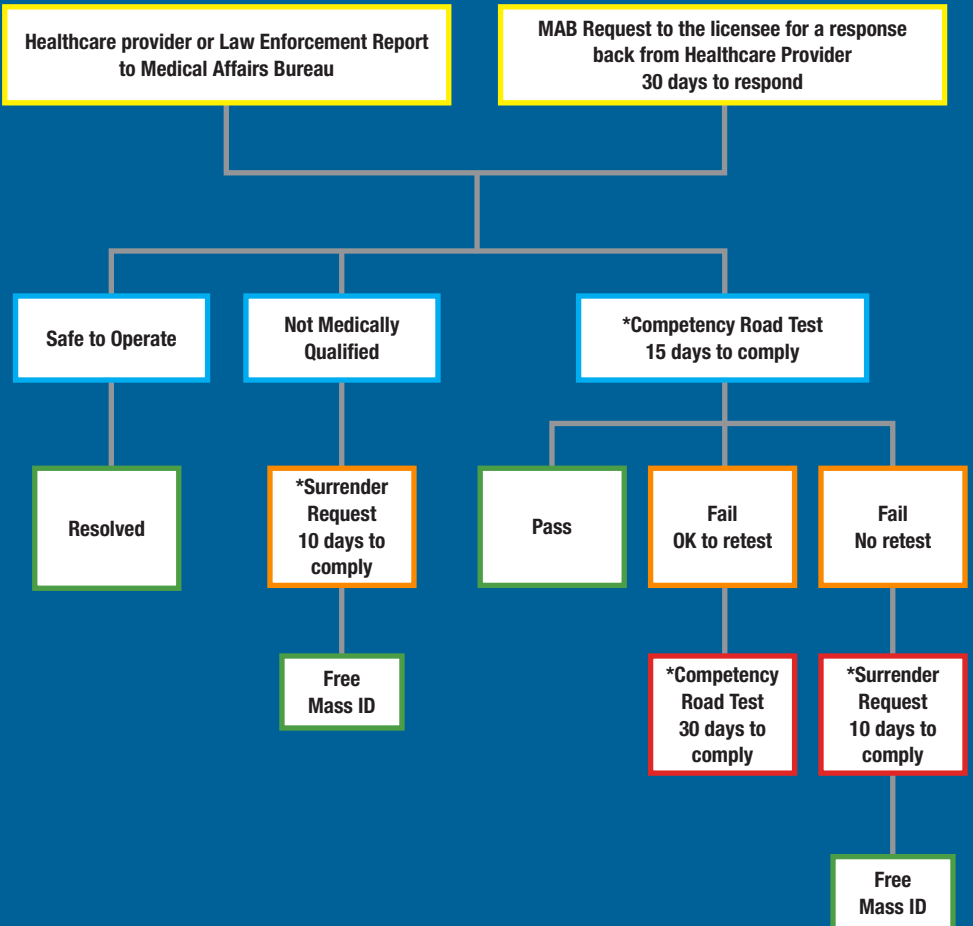 Healthcare provider or Law Enforcement Report
to Medical Affairs Bureau
MAB Request to the licensee for a response
back from Healthcare Provider
30 days to respond
Safe to Operate
Not Medically
Qualified
*Competency Road Test
15 days to comply
Resolved
*Surrender
Request
10 days to
comply
Pass
Fail
OK to retest
Fail
No retest
Free
Mass ID
*Competency
Road Test
30 days to
comply
*Surrender
Request
10 days to
comply
Free
Mass ID